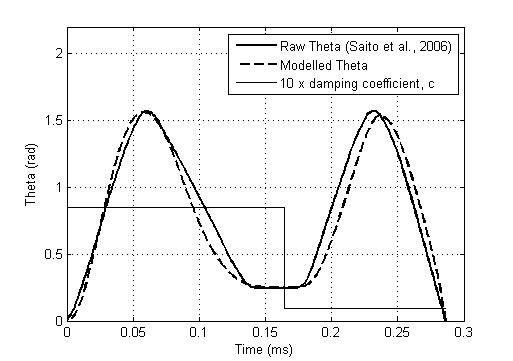 Raw Theta (Saito et al., 2006)
Modelled Theta
10 x damping coefficient, c
2
1.5
1
0.5
0
Theta (rad)
0
0.05
0.1
0.15
0.2
0.25
0.3
Time (ms)